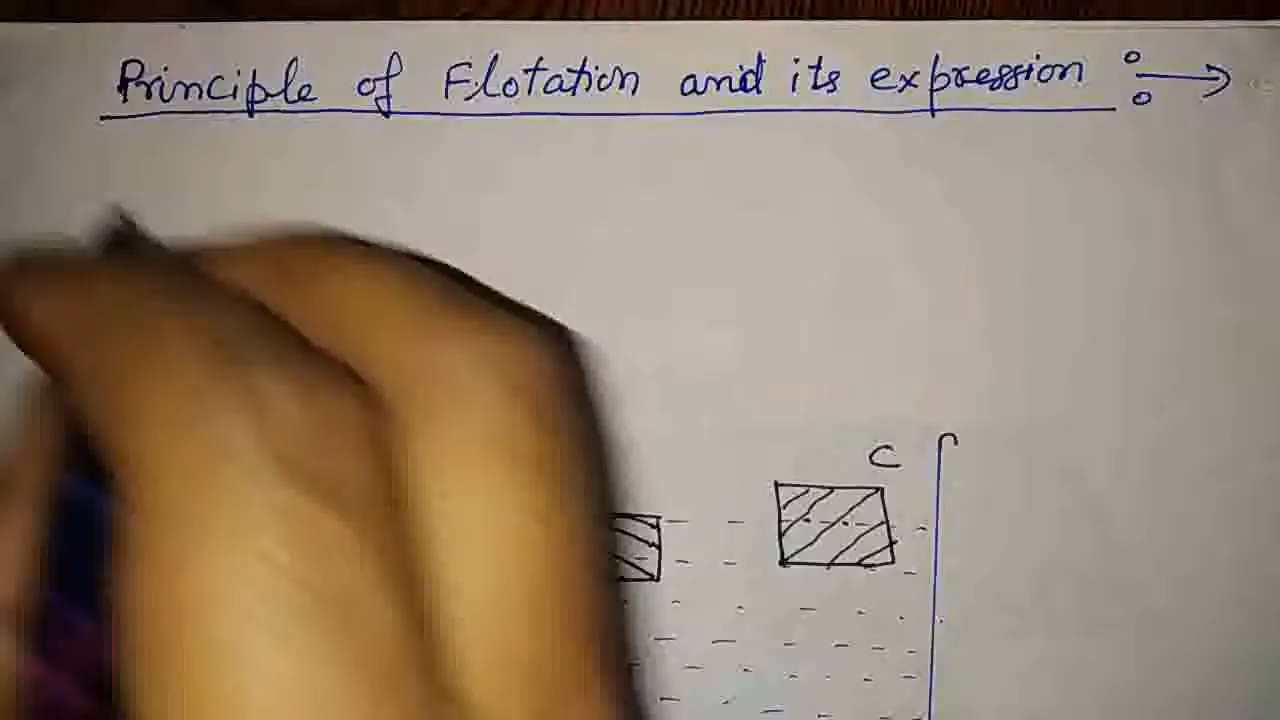 Principle of Flotation and its expression :→
C